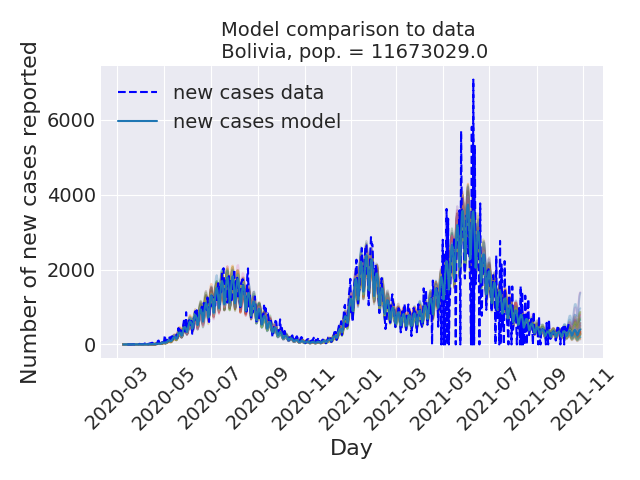 Model comparison to data
Bolivia, pop. = 11673029.0
Number of new cases reported
new cases data
new cases model
6000
4000
2000
0
2020-03
2020-05
2020-07
2020-09
2020-11
2021-01
2021-03
2021-05
2021-07
2021-09
2021-11
Day